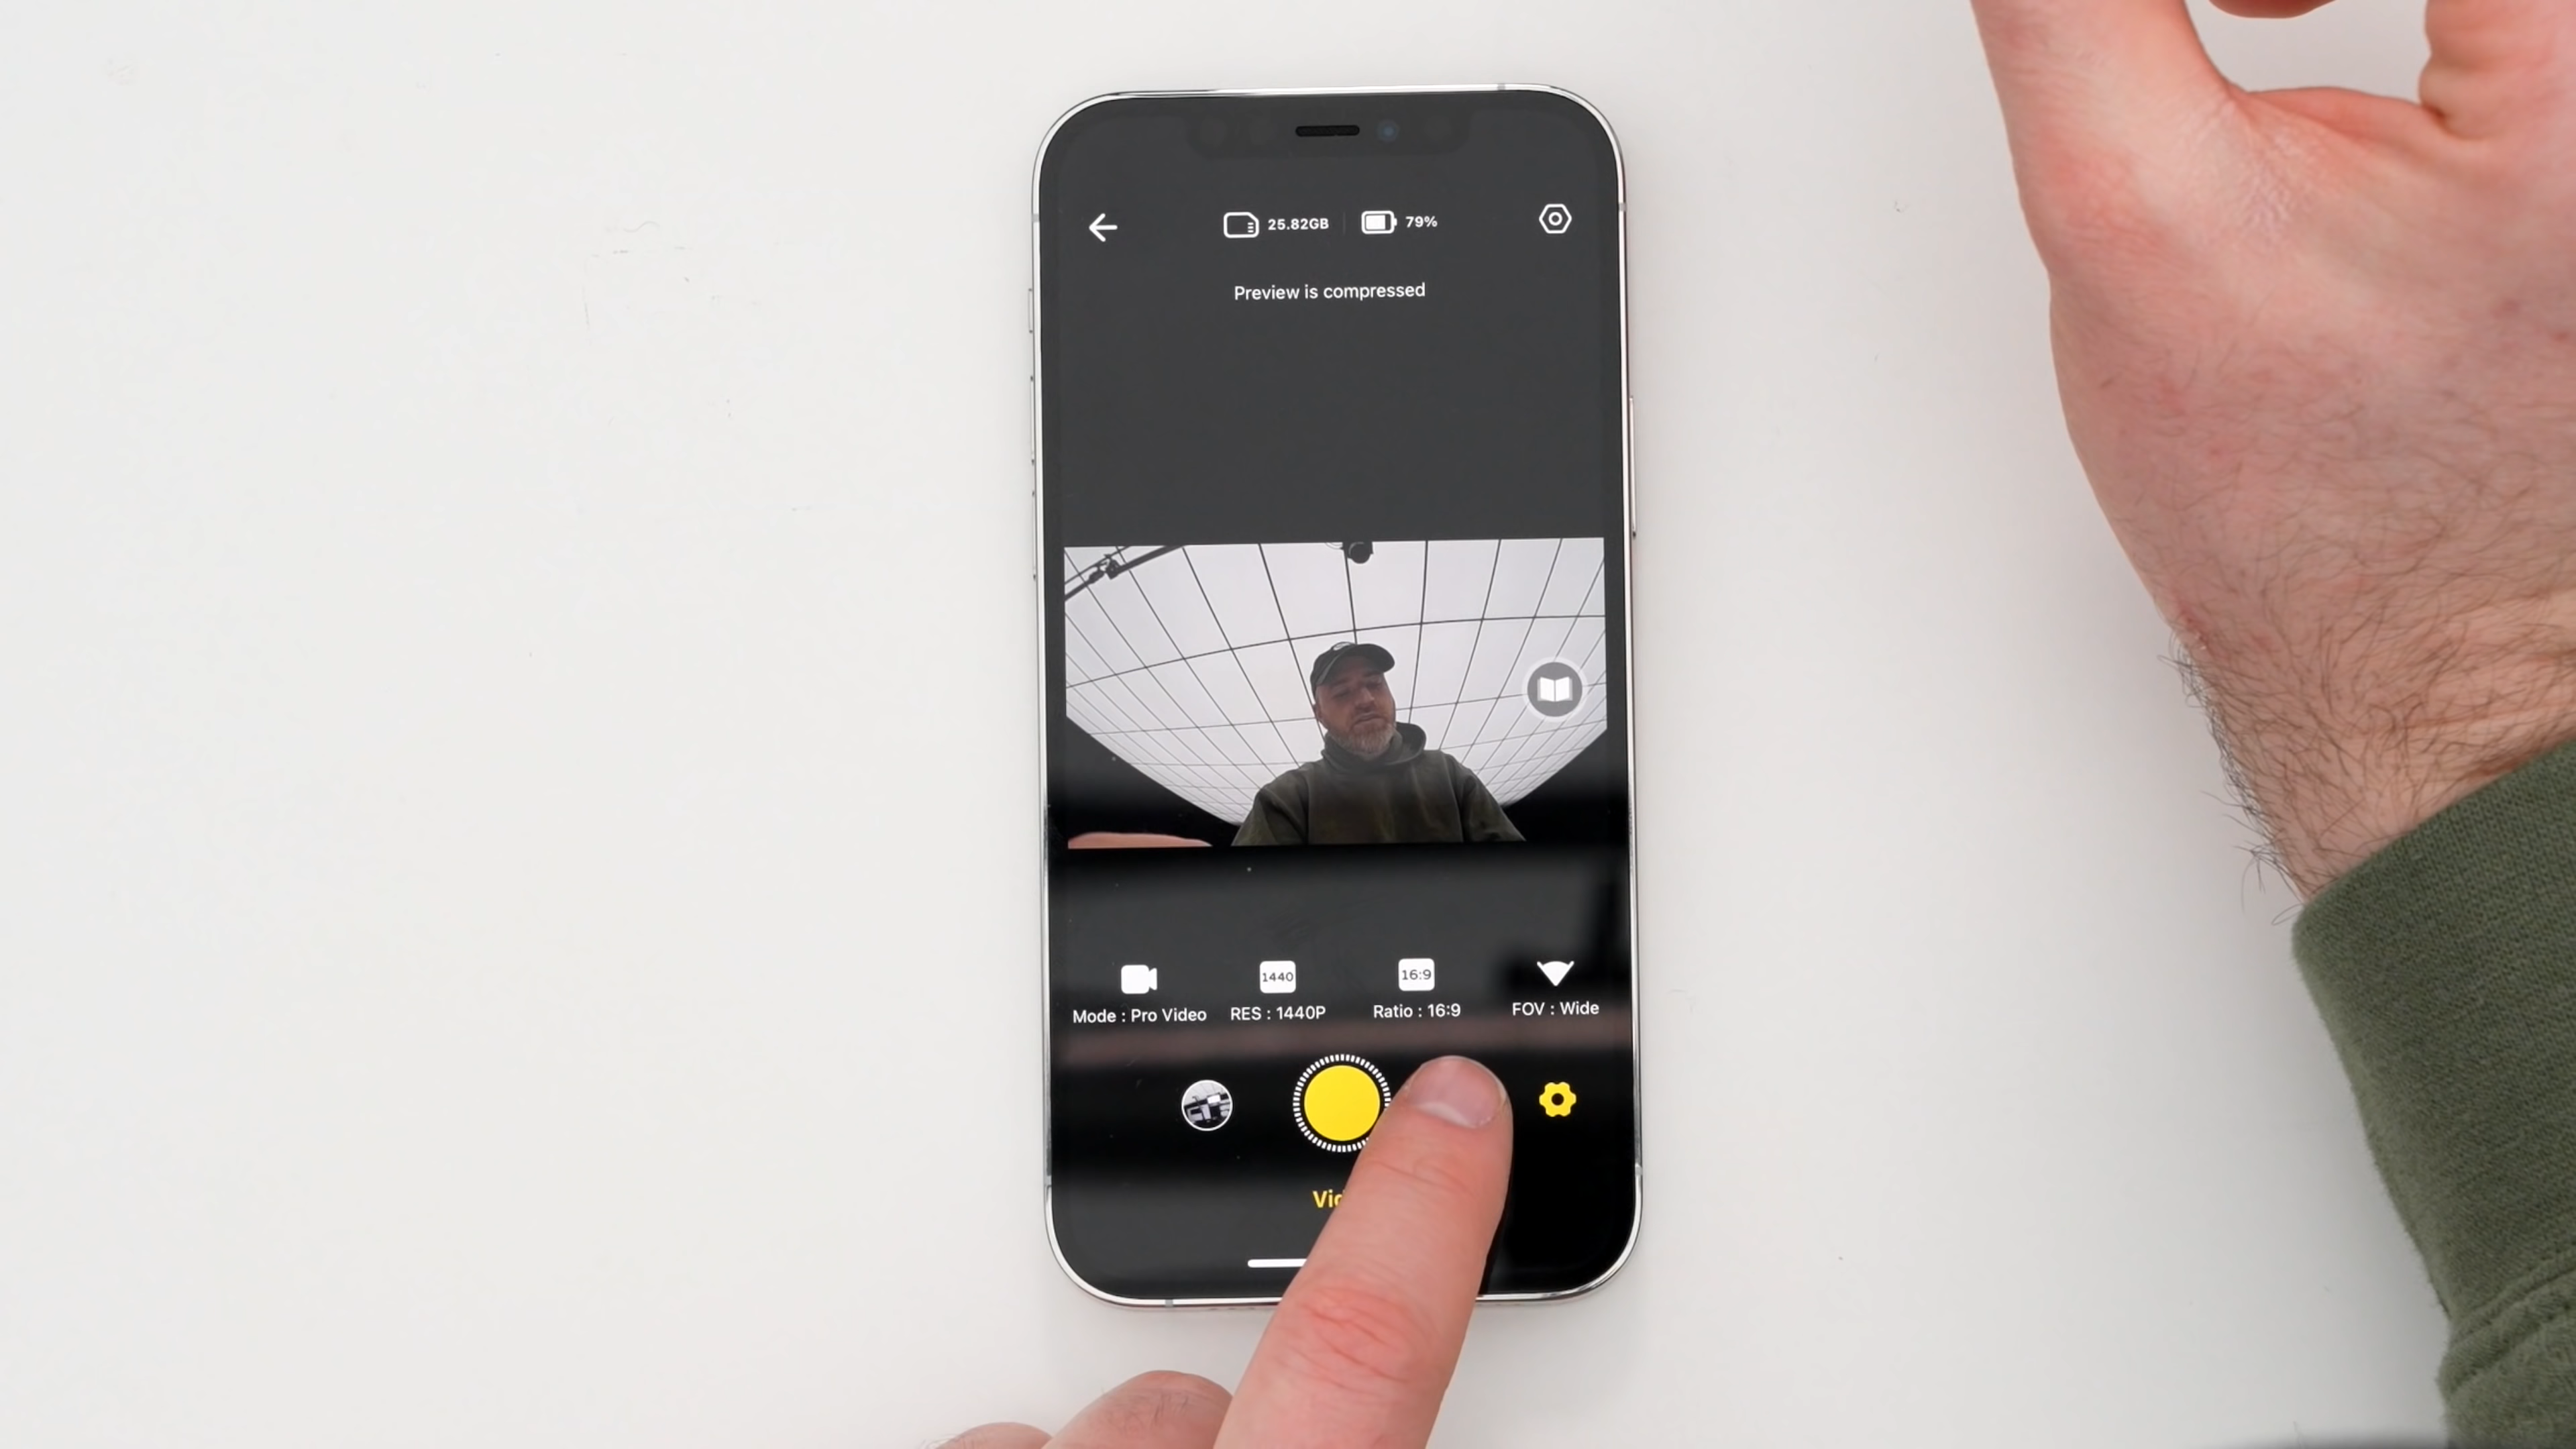 25.82GB 79%
Preview is compressed
1440 16:9
Mode : Pro Video RES : 1440P Ratio : 16:9 FOV : Wide